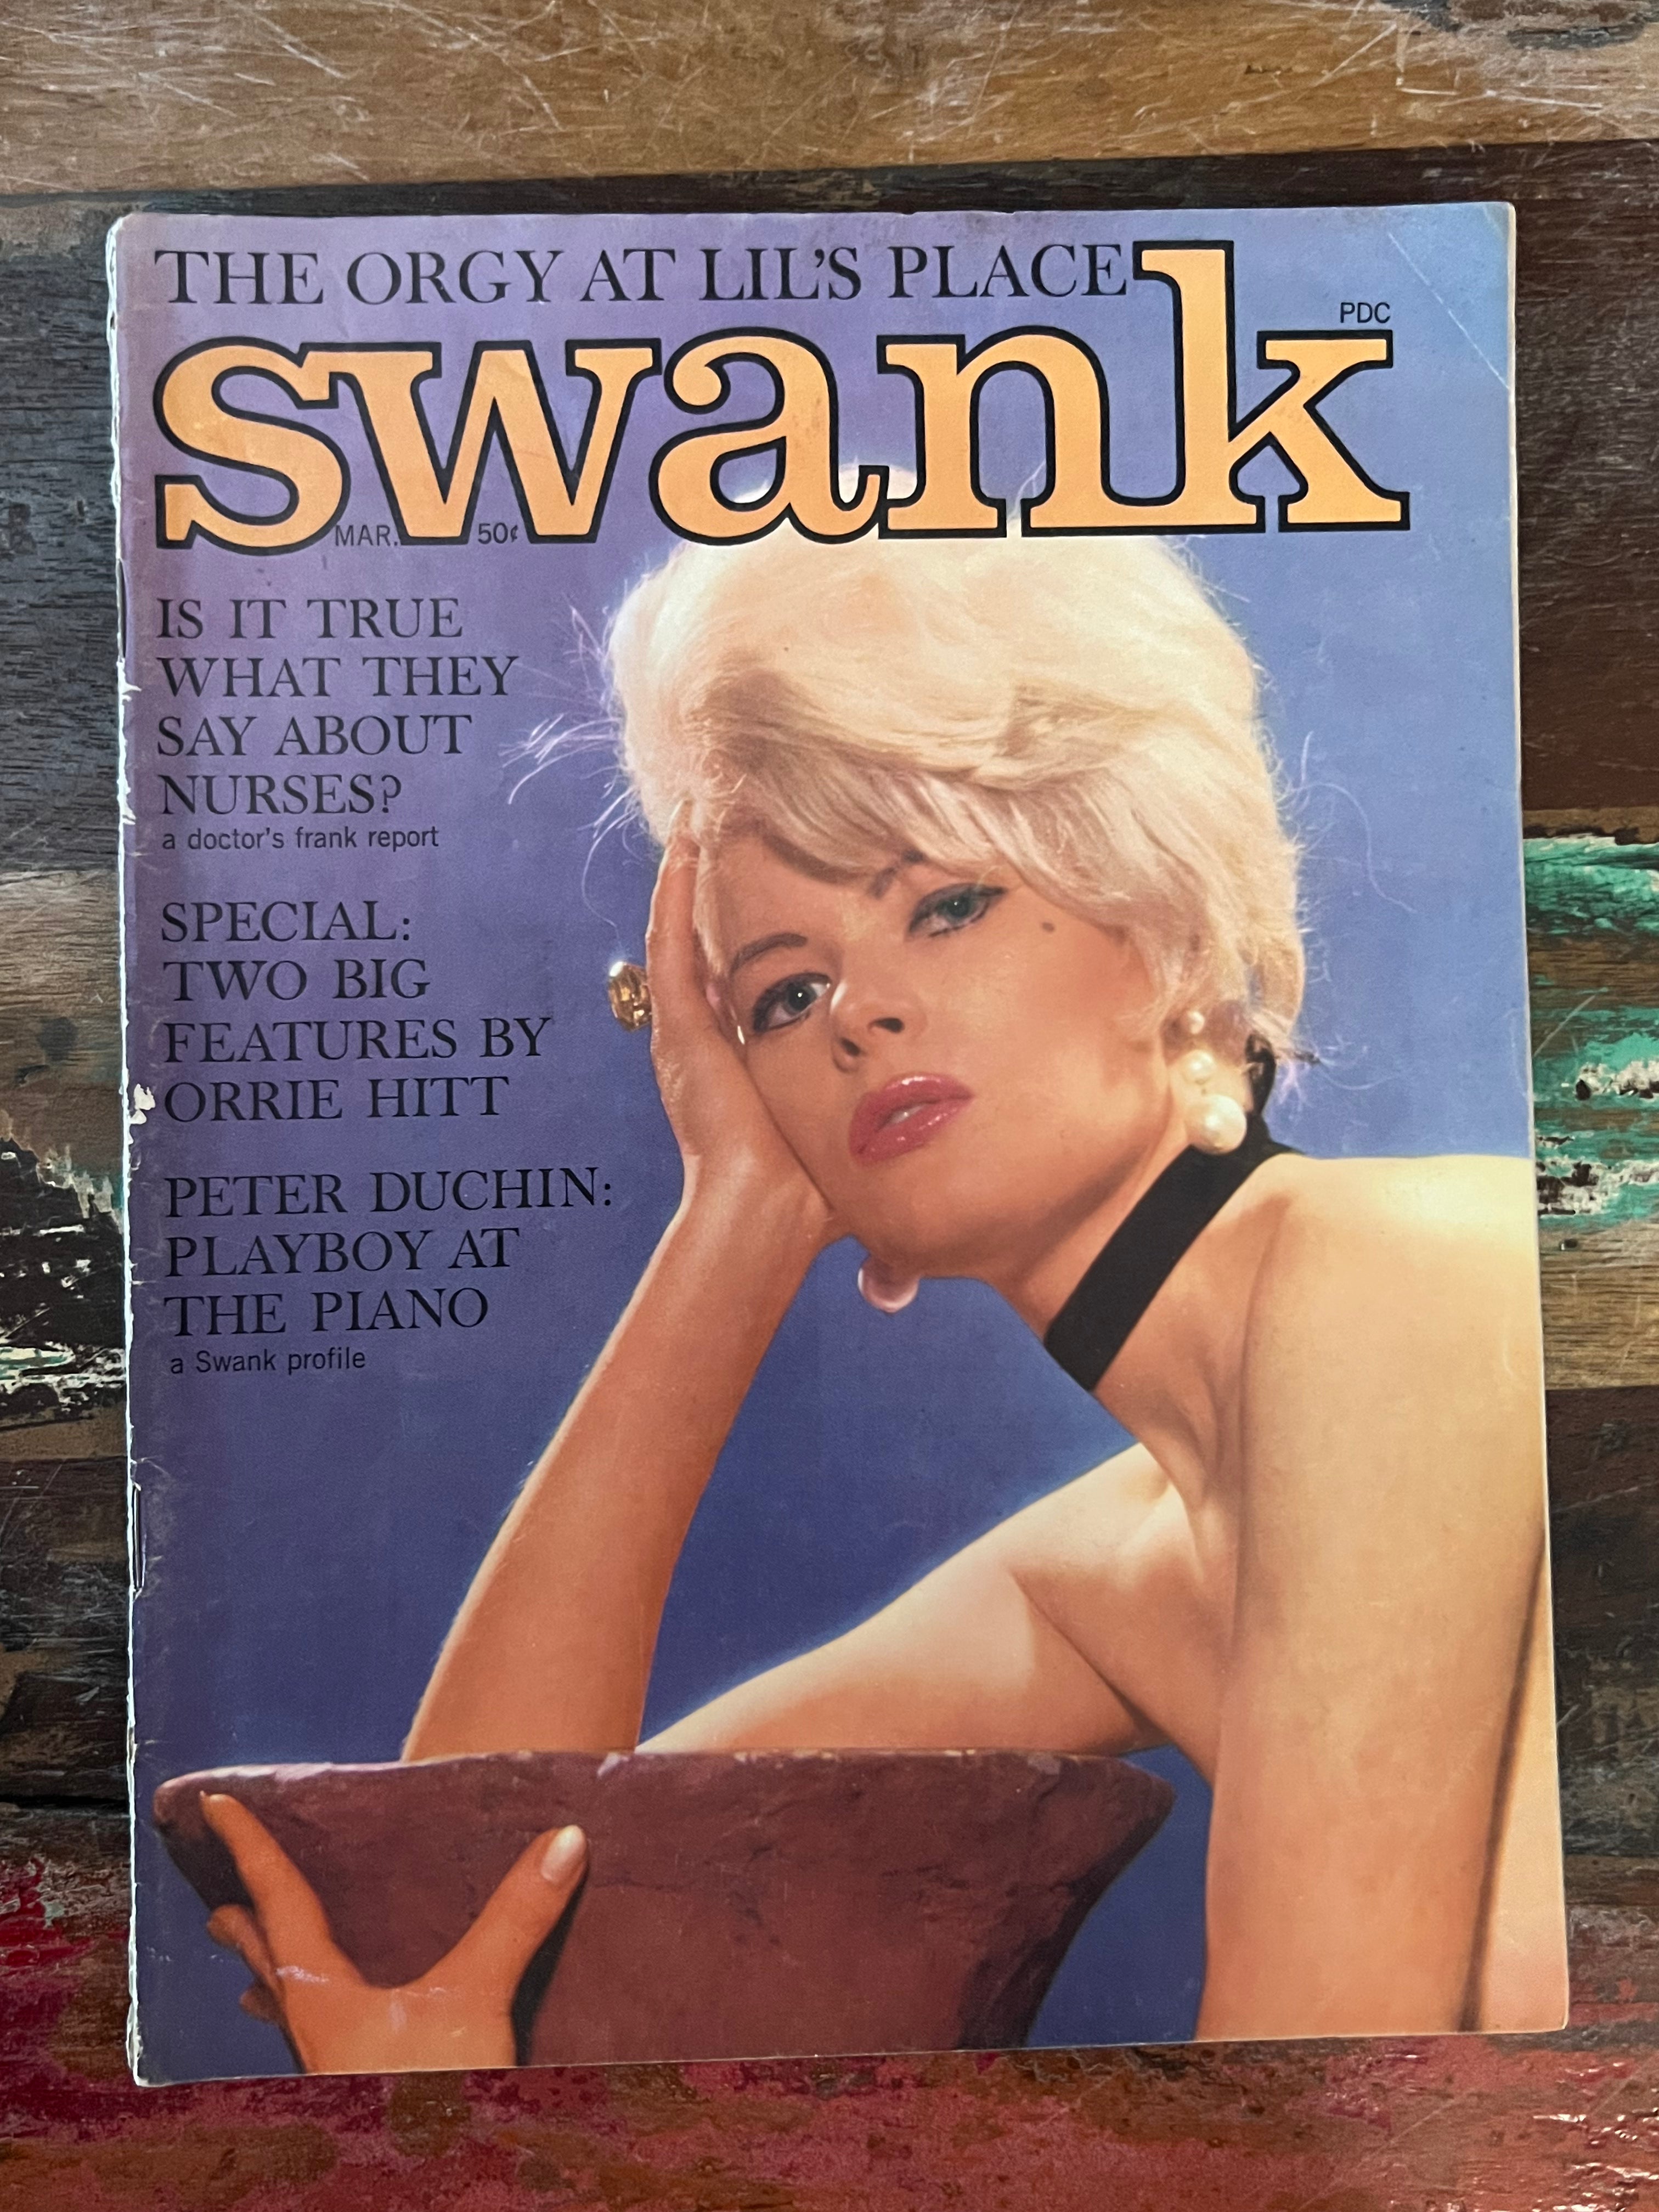 THE ORGY AT LIL'S PLACE
swank
PDC
MAR.
50¢
IS IT TRUE
WHAT THEY
SAY ABOUT
NURSES?
a doctor's frank report
SPECIAL:
TWO BIG
FEATURES BY
ORRIE HITT
PETER DUCHIN:
PLAYBOY AT
THE PIANO
a Swank profile